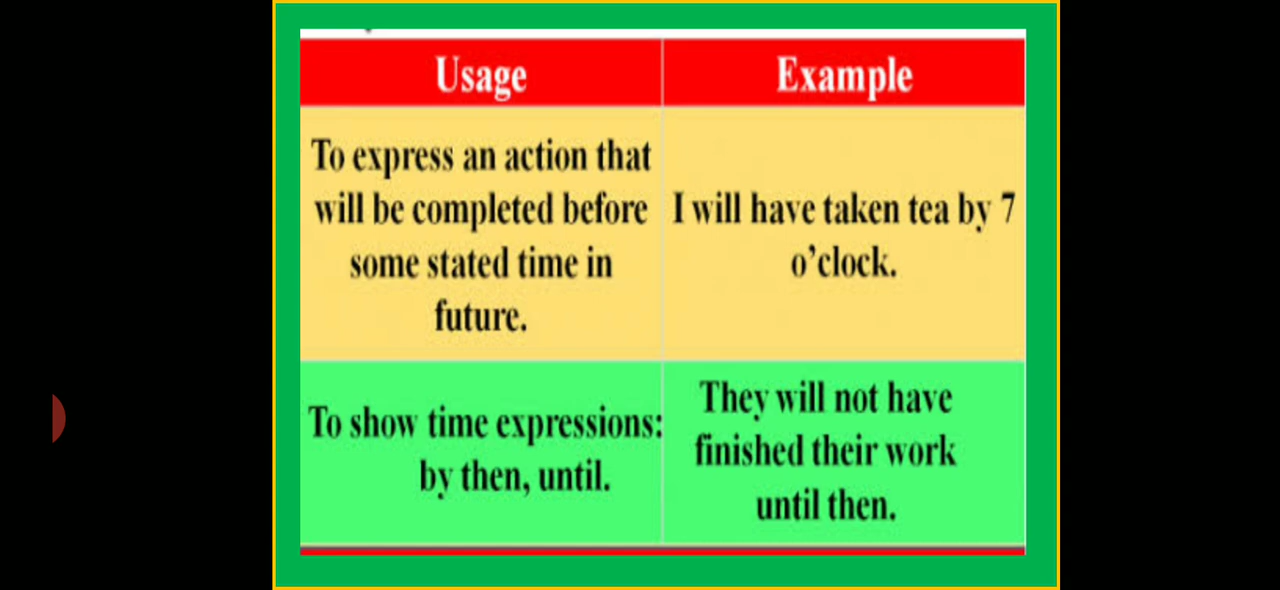 Usage
Example
To express an action that
will be completed before
some stated time in
future.
I will have taken tea by 7
o’clock.
To show time expressions:
by then, until.
They will not have
finished their work
until then.